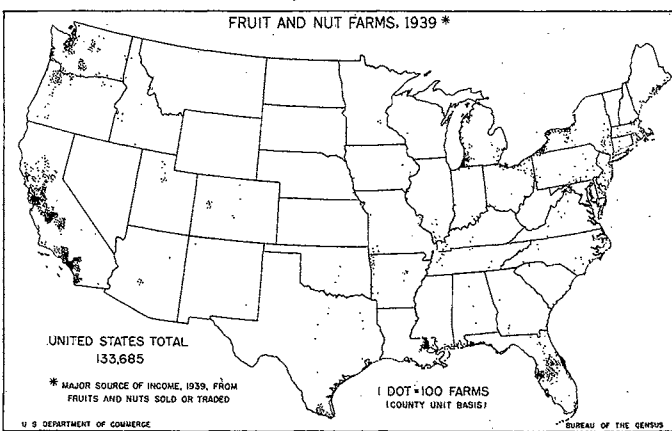 FRUIT AND NUT FARMS, 1939 *
UNITED STATES TOTAL
133,685
* MAJOR SOURCE OF INCOME, 1939, FROM
FRUITS AND NUTS SOLD OR TRADED
1 DOT=100 FARMS
(COUNTY UNIT BASIS)
U S DEPARTMENT OF COMMERCE
BUREAU OF THE CENSUS